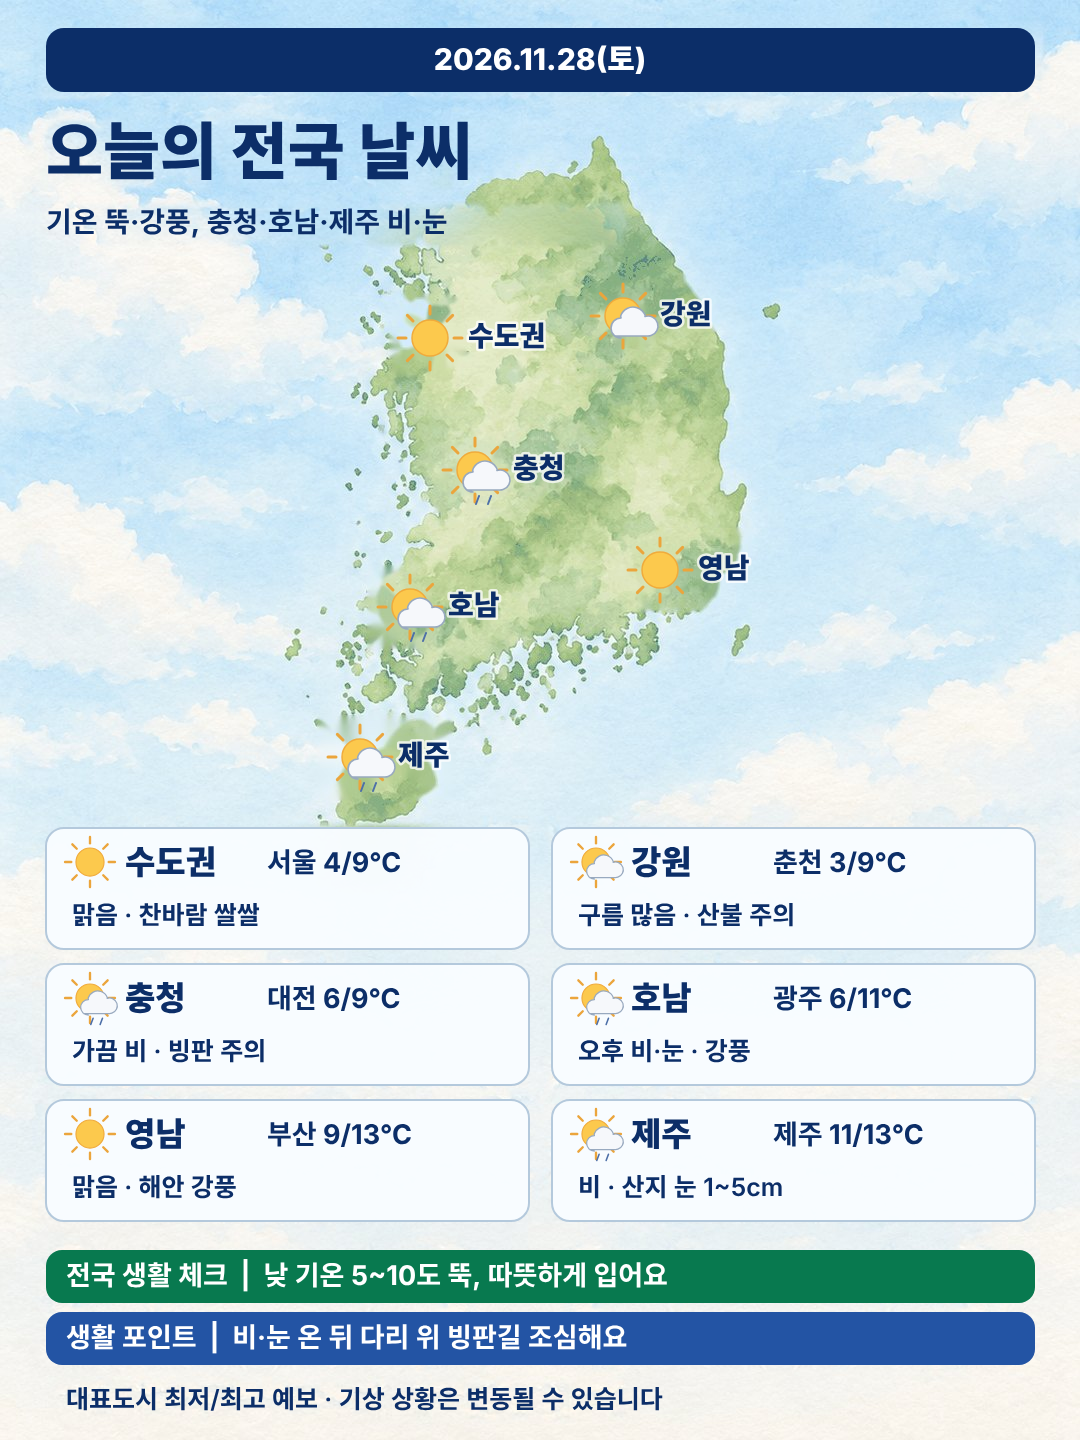 2026.11.28(토)
오늘의 전국 날씨
기온 뚝·강풍, 충청·호남·제주 비·눈
강원
수도권
충청
영남
호남
제주
수도권 서울 4/9°C
맑음 · 찬바람 쌀쌀
강원 춘천 3/9°C
구름 많음 · 산불 주의
충청 대전 6/9°C
가끔 비 · 빙판 주의
호남 광주 6/11°C
오후 비·눈 · 강풍
영남 부산 9/13°C
맑음 · 해안 강풍
제주 제주 11/13°C
비 · 산지 눈 1~5cm
전국 생활 체크 | 낮 기온 5~10도 뚝, 따뜻하게 입어요
생활 포인트 | 비·눈 온 뒤 다리 위 빙판길 조심해요
대표도시 최저/최고 예보 · 기상 상황은 변동될 수 있습니다